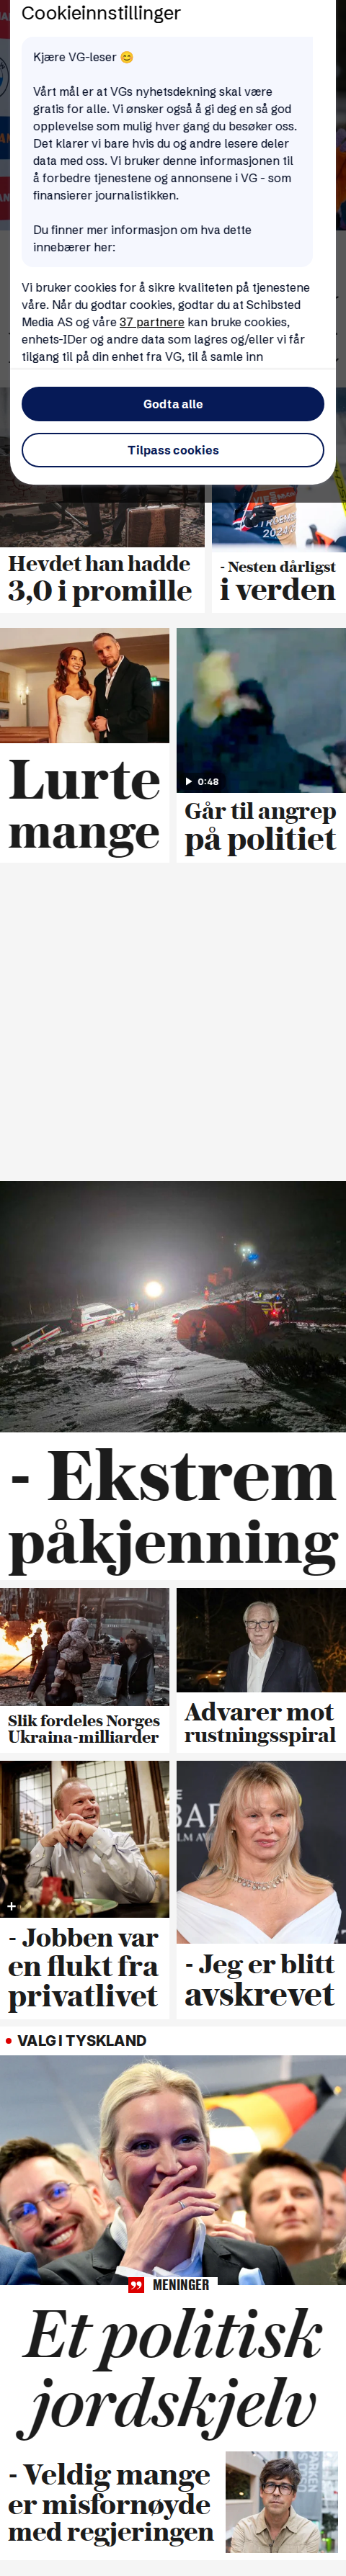 Cookieinnstillinger
Kjære VG-leser 😊
Vårt mål er at VGs nyhetsdekning skal være
gratis for alle. Vi ønsker også å gi deg en så god
opplevelse som mulig hver gang du besøker oss.
Det klarer vi bare hvis du og andre lesere deler
data med oss. Vi bruker denne informasjonen til
å forbedre tjenestene og annonsene i VG - som
finansierer journalistikken.
Du finner mer informasjon om hva dette
innebærer her:
Vi bruker cookies for å sikre kvaliteten på tjenestene
våre. Når du godtar cookies, godtar du at Schibsted
Media AS og våre 37 partnere kan bruke cookies,
enhets-IDer og andre data som lagres og/eller vi får
tilgang til på din enhet fra VG, til å samle inn
Godta alle
Tilpass cookies
Hevdet han hadde
3,0 i promille
- Nesten dårligst
i verden
Lurte
mange
0:48
Går til angrep
på politiet
- Ekstrem
påkjenning
Slik fordeles Norges
Ukraina-milliarder
Advarer mot
rustningsspiral
- Jobben var
en flukt fra
privatlivet
- Jeg er blitt
avskrevet
VALG I TYSKLAND
MENINGER
Et politisk
jordskjelv
- Veldig mange
er misfornøyde
med regjeringen